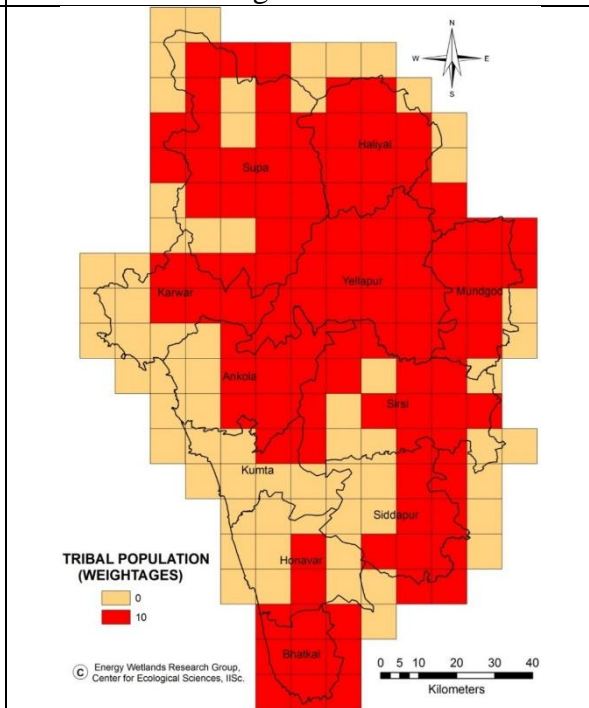 N
W E
S
Haliyal
Supa
Yellapur
Karwar
Mundgod
Ankola
Sirsi
Kumta
Siddapur
Honavar
Bhatkal
TRIBAL POPULATION
(WEIGHTAGES)
0
10
C Energy Wetlands Research Group,
Center for Ecological Sciences, IISc.
0 5 10 20 30 40
Kilometers